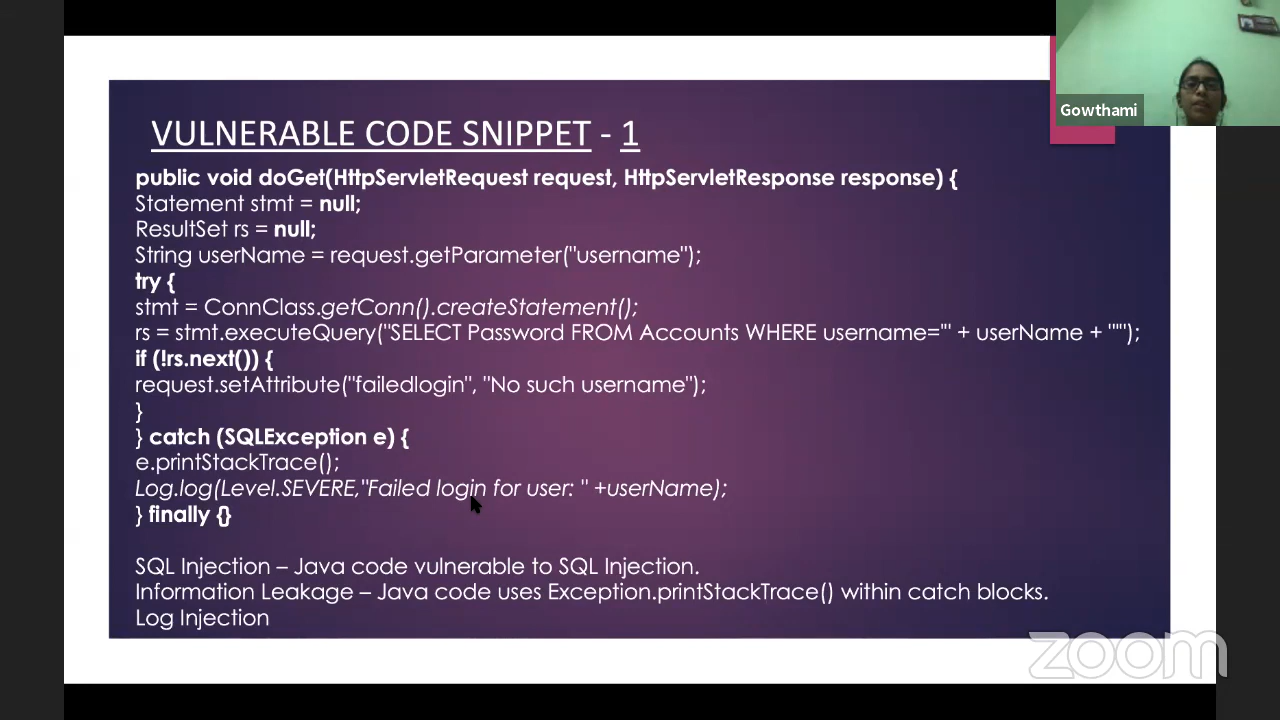 VULNERABLE CODE SNIPPET - 1
public void doGet(HttpServletRequest request, HttpServletResponse response) {
Statement stmt = null;
ResultSet rs = null;
String userName = request.getParameter("username");
try {
stmt = ConnClass.getConn().createStatement();
rs = stmt.executeQuery("SELECT Password FROM Accounts WHERE username='" + userName + "'");
if (!rs.next()) {
request.setAttribute("failedlogin", "No such username");
}
} catch (SQLException e) {
e.printStackTrace();
Log.log(Level.SEVERE,"Failed login for user: " +userName);
} finally {}
SQL Injection – Java code vulnerable to SQL Injection.
Information Leakage – Java code uses Exception.printStackTrace() within catch blocks.
Log Injection
Gowthami
zoom